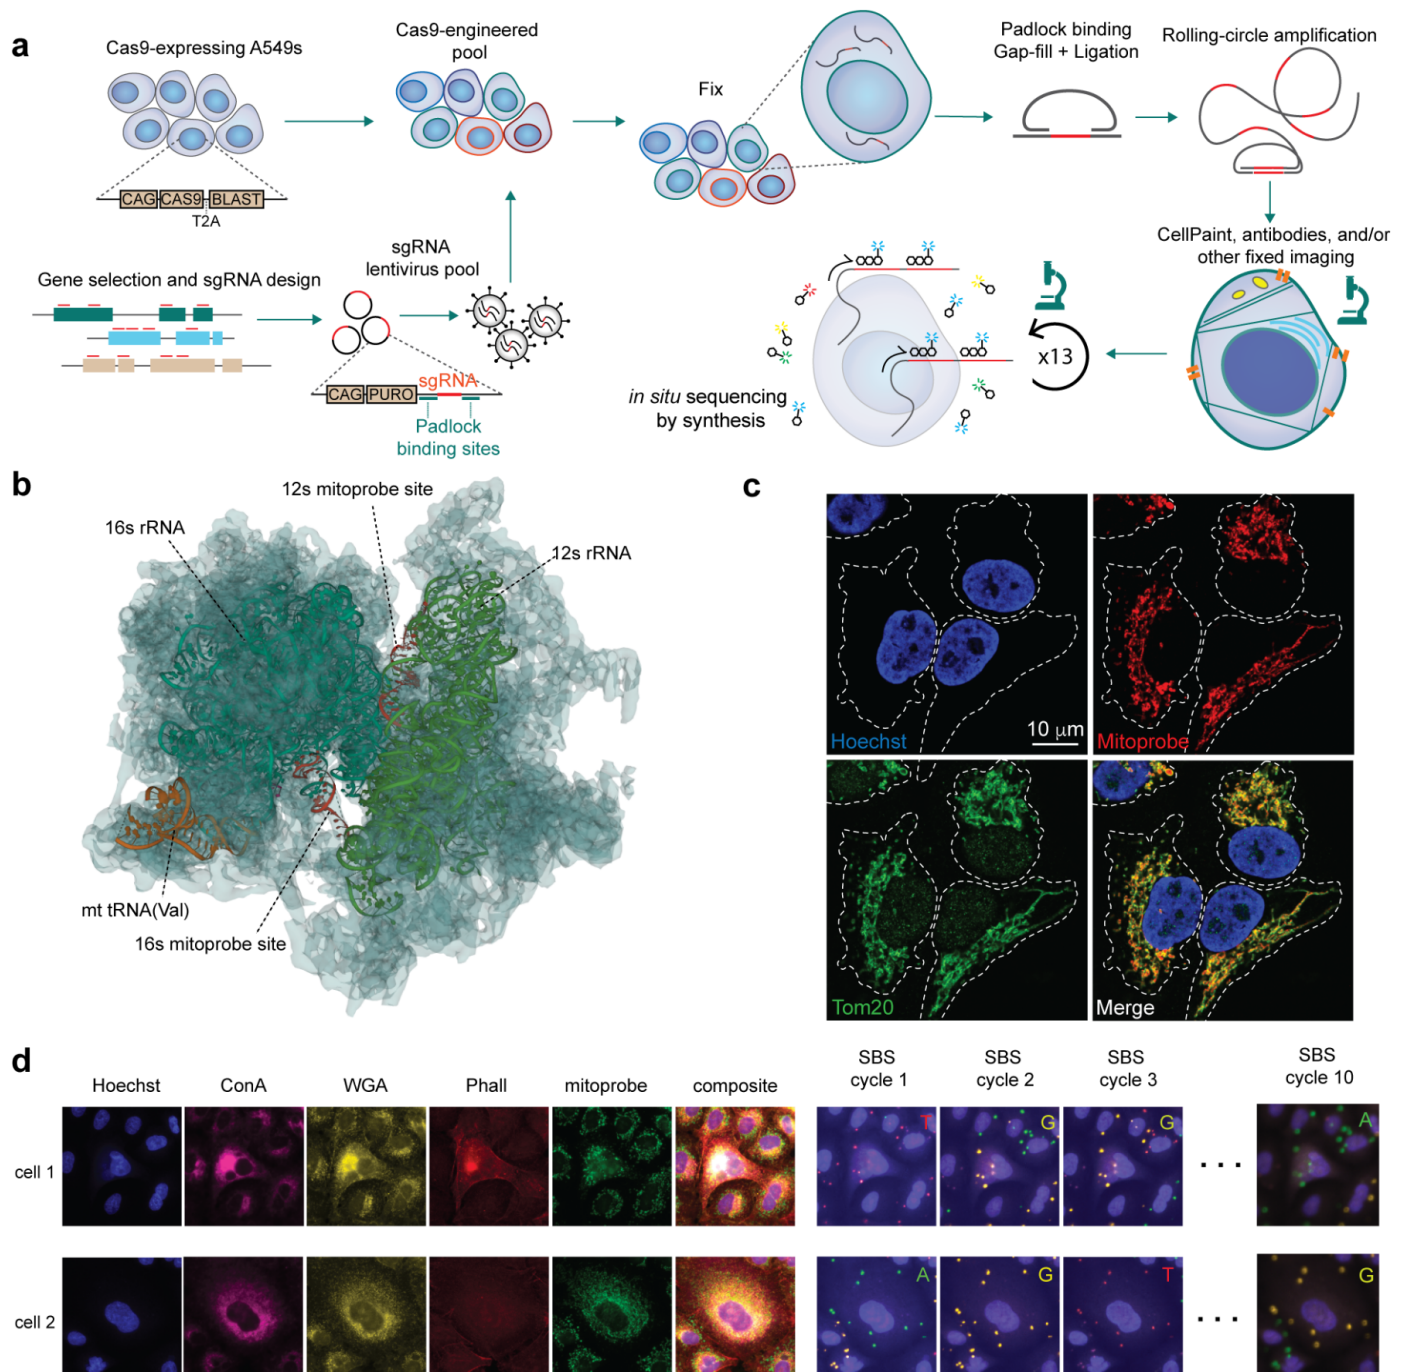 a
Cas9-expressing A549s
Cas9-engineered
pool
Fix
Padlock binding
Gap-fill + Ligation
Rolling-circle amplification
CAG
CAS9
BLAST
T2A
Gene selection and sgRNA design
sgRNA
lentivirus pool
CAG
PURO
sgRNA
Padlock
binding sites
in situ sequencing
by synthesis
x13
CellPaint, antibodies, and/or
other fixed imaging
b
12s mitoprobe site
16s rRNA
12s rRNA
mt tRNA(Val)
16s mitoprobe site
c
Hoechst
10 μm
Mitoprobe
Tom20
Merge
d
Hoechst
ConA
WGA
Phall
mitoprobe
composite
SBS
cycle 1
SBS
cycle 2
SBS
cycle 3
SBS
cycle 10
cell 1
T
G
G
. . .
A
cell 2
A
G
T
. . .
G